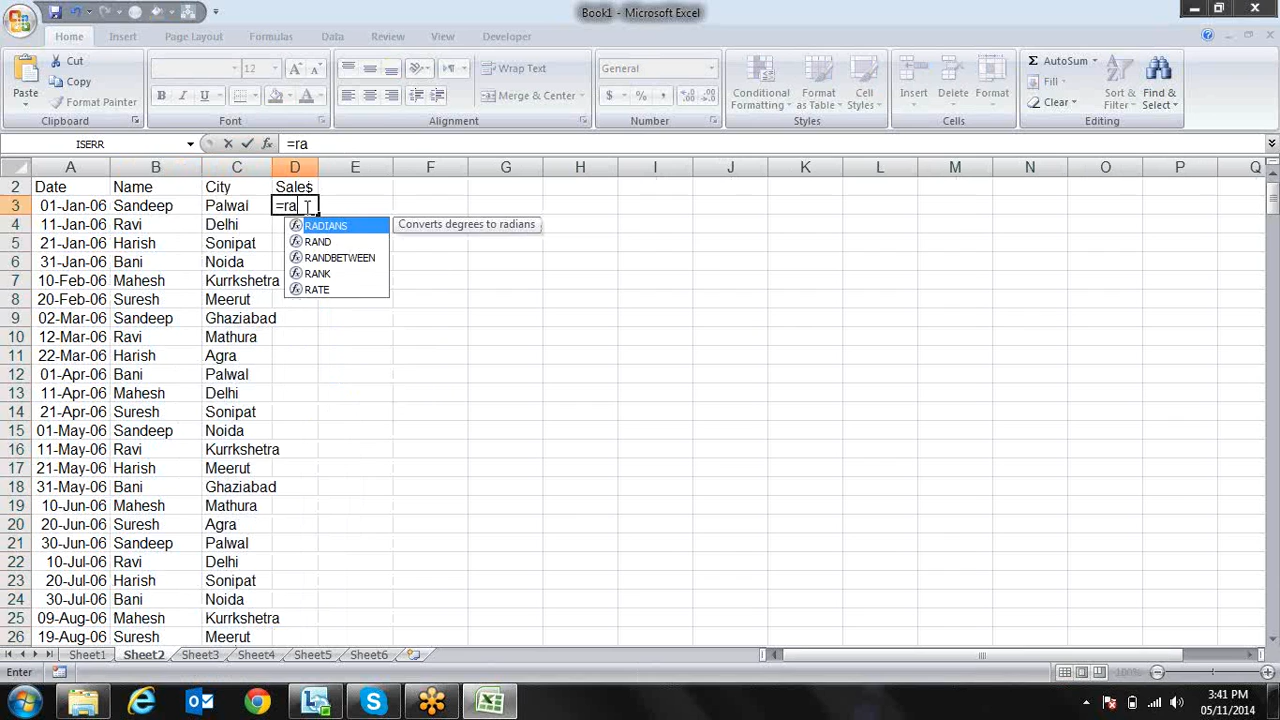 Book1 - Microsoft Excel
Home Insert Page Layout Formulas Data Review View Developer
Paste Cut Copy Format Painter
12 General
Wrap Text Merge & Center
Conditional Formatting Format as Table Cell Styles
Insert Delete Format
AutoSum Fill Clear Sort & Filter Find & Select
Clipboard Font Alignment Number Styles Cells Editing
ISERR =ra
A B C D E F G H I J K L M N O P Q
2 Date Name City Sales
3 01-Jan-06 Sandeep Palwal =ra
4 11-Jan-06 Ravi Delhi
5 21-Jan-06 Harish Sonipat
6 31-Jan-06 Bani Noida
7 10-Feb-06 Mahesh Kurrkshetra
8 20-Feb-06 Suresh Meerut
9 02-Mar-06 Sandeep Ghaziabad
10 12-Mar-06 Ravi Mathura
11 22-Mar-06 Harish Agra
12 01-Apr-06 Bani Palwal
13 11-Apr-06 Mahesh Delhi
14 21-Apr-06 Suresh Sonipat
15 01-May-06 Sandeep Noida
16 11-May-06 Ravi Kurrkshetra
17 21-May-06 Harish Meerut
18 31-May-06 Bani Ghaziabad
19 10-Jun-06 Mahesh Mathura
20 20-Jun-06 Suresh Agra
21 30-Jun-06 Sandeep Palwal
22 10-Jul-06 Ravi Delhi
23 20-Jul-06 Harish Sonipat
24 30-Jul-06 Bani Noida
25 09-Aug-06 Mahesh Kurrkshetra
26 19-Aug-06 Suresh Meerut
RADIANS Converts degrees to radians
RAND
RANDBETWEEN
RANK
RATE
Sheet1 Sheet2 Sheet3 Sheet4 Sheet5 Sheet6
Enter 100%
3:41 PM
05/11/2014